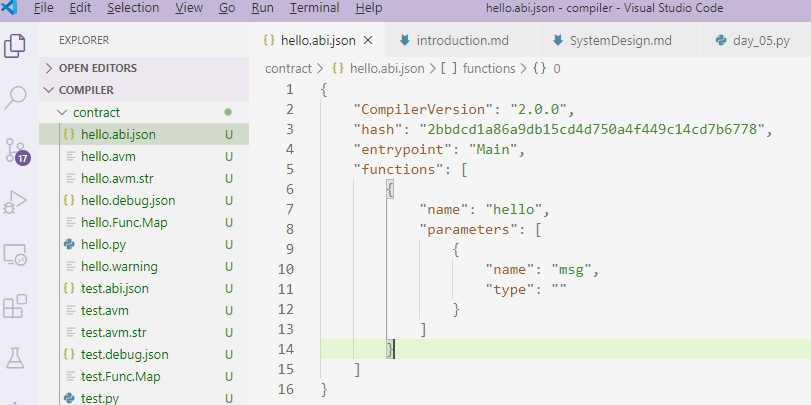 File Edit Selection View Go Run Terminal Help hello.abi.json - compiler - Visual Studio Code
EXPLORER
OPEN EDITORS
COMPILER
contract
hello.abi.json U
hello.avm U
hello.avm.str U
hello.debug.json U
hello.Func.Map U
hello.py U
hello.warning U
test.abi.json U
test.avm U
test.avm.str U
test.debug.json U
test.Func.Map U
test.py U
17
hello.abi.json introduction.md SystemDesign.md day_05.py
contract > {} hello.abi.json > [ ] functions > {} 0
1 {
2 "CompilerVersion": "2.0.0",
3 "hash": "2bbdcd1a86a9db15cd4d750a4f449c14cd7b6778",
4 "entrypoint": "Main",
5 "functions": [
6 {
7 "name": "hello",
8 "parameters": [
9 {
10 "name": "msg",
11 "type": ""
12 }
13 ]
14 }
15 ]
16 }